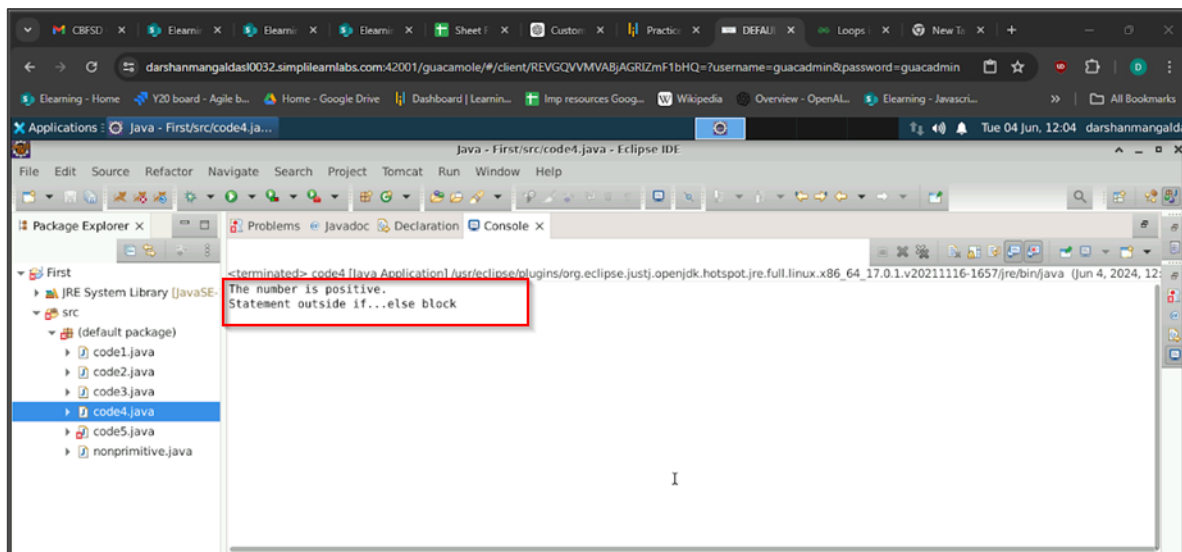 CBFSD
Elearnin
Elearnin
Elearnin
Sheet F
Custom
Practice
DEFAUL
Loops i
New Ta
darshanmangaldasl0032.simplilearnlabs.com:42001/guacamole/#/client/REVGQVVMVABjAGRIZmF1bHQ=?username=guacadmin&password=guacadmin
Elearning - Home
Y20 board - Agile b...
Home - Google Drive
Dashboard | Learnin...
Imp resources Goog...
Wikipedia
Overview - OpenAI...
Elearning - Javascri...
All Bookmarks
Applications
Java - First/src/code4.ja...
Tue 04 Jun, 12:04 darshanmangalda
Java - First/src/code4.java - Eclipse IDE
File Edit Source Refactor Navigate Search Project Tomcat Run Window Help
Package Explorer
Problems Javadoc Declaration Console
First
<terminated> code4 [Java Application] /usr/eclipse/plugins/org.eclipse.justj.openjdk.hotspot.jre.full.linux.x86_64_17.0.1.v20211116-1657/jre/bin/java (Jun 4, 2024, 12:
JRE System Library [JavaSE-
The number is positive.
Statement outside if...else block
src
(default package)
code1.java
code2.java
code3.java
code4.java
code5.java
nonprimitive.java